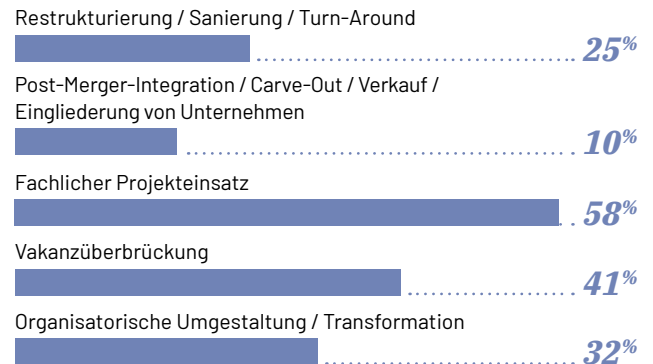 Restrukturierung / Sanierung / Turn-Around
25%
Post-Merger-Integration / Carve-Out / Verkauf /
Eingliederung von Unternehmen
10%
Fachlicher Projekteinsatz
58%
Vakanzüberbrückung
41%
Organisatorische Umgestaltung / Transformation
32%